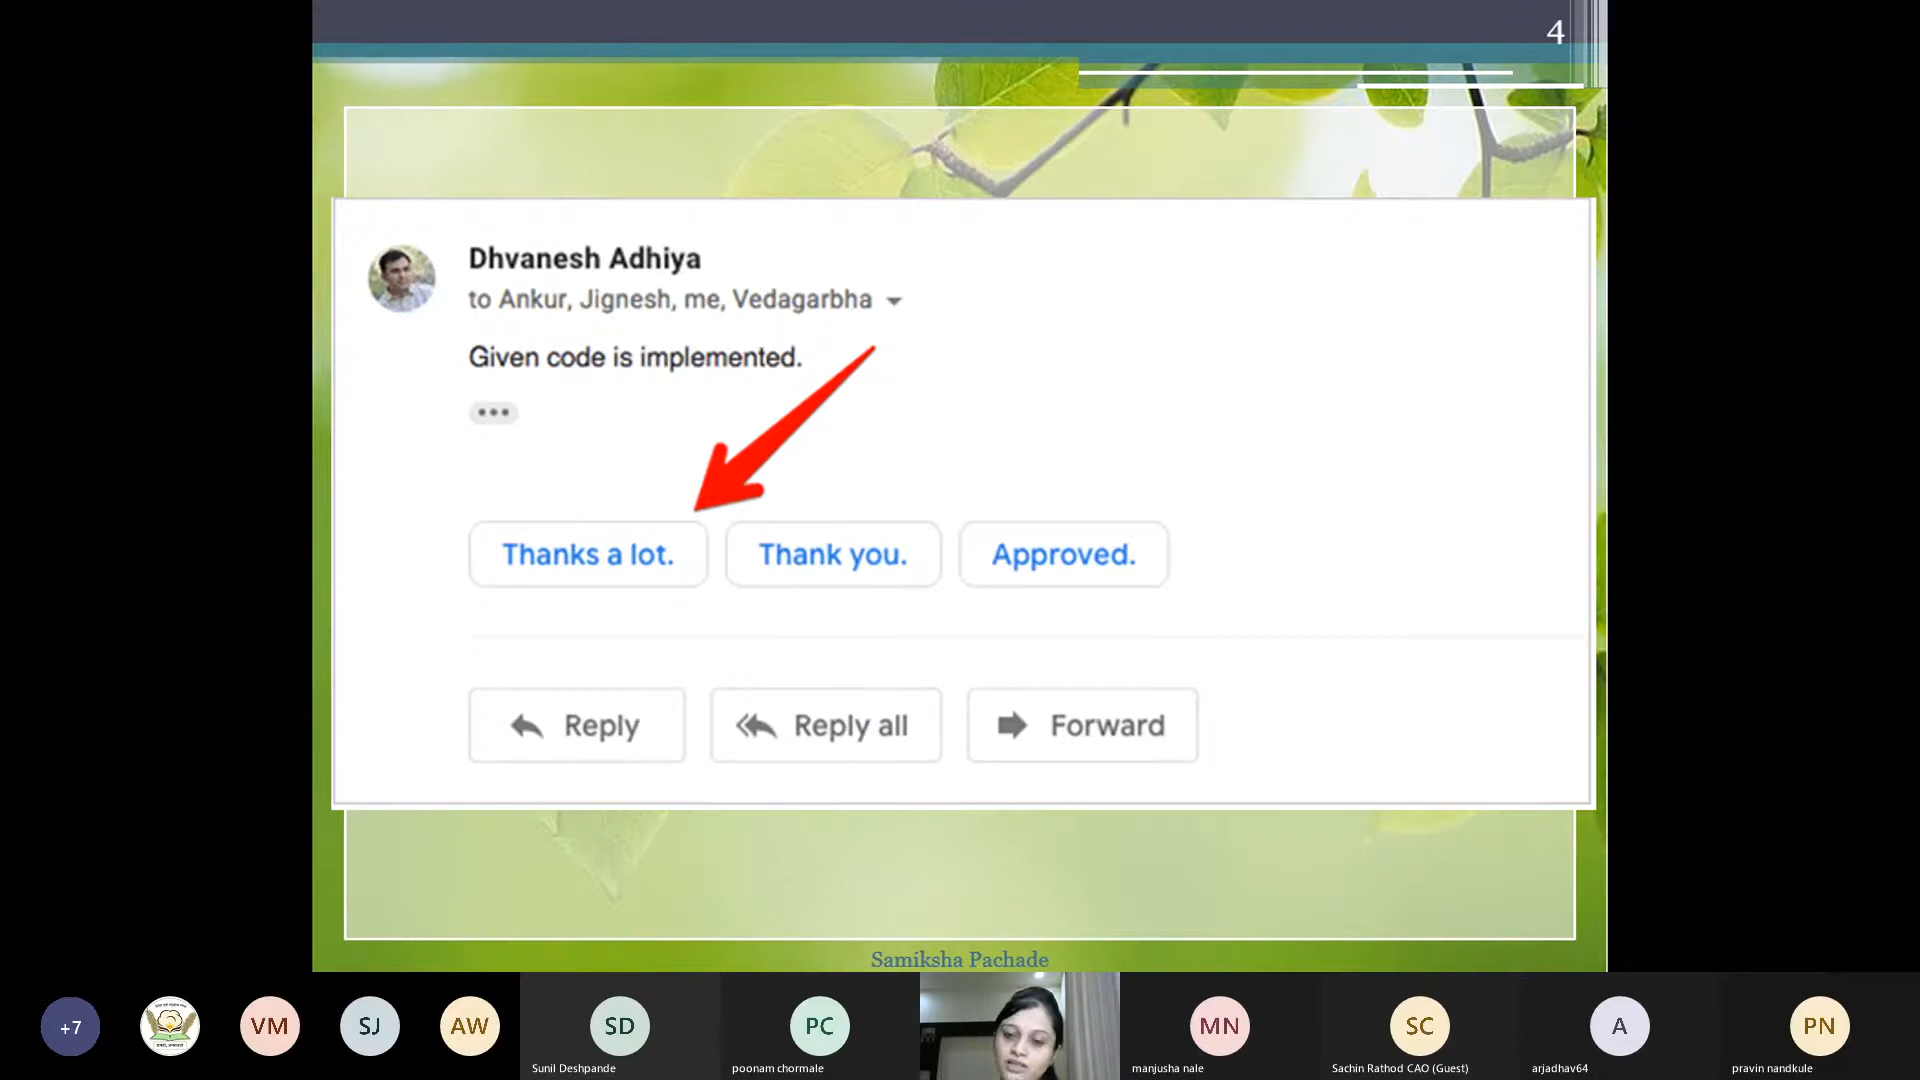 4
Dhvanesh Adhiya
to Ankur, Jignesh, me, Vedagarbha
Given code is implemented.
Thanks a lot. Thank you. Approved.
Reply Reply all Forward
Samiksha Pachade
+7 VM SJ AW SD PC MN SC A PN
Sunil Deshpande poonam chormale manjusha nale Sachin Rathod CAO (Guest) arjadhav64 pravin nandkule